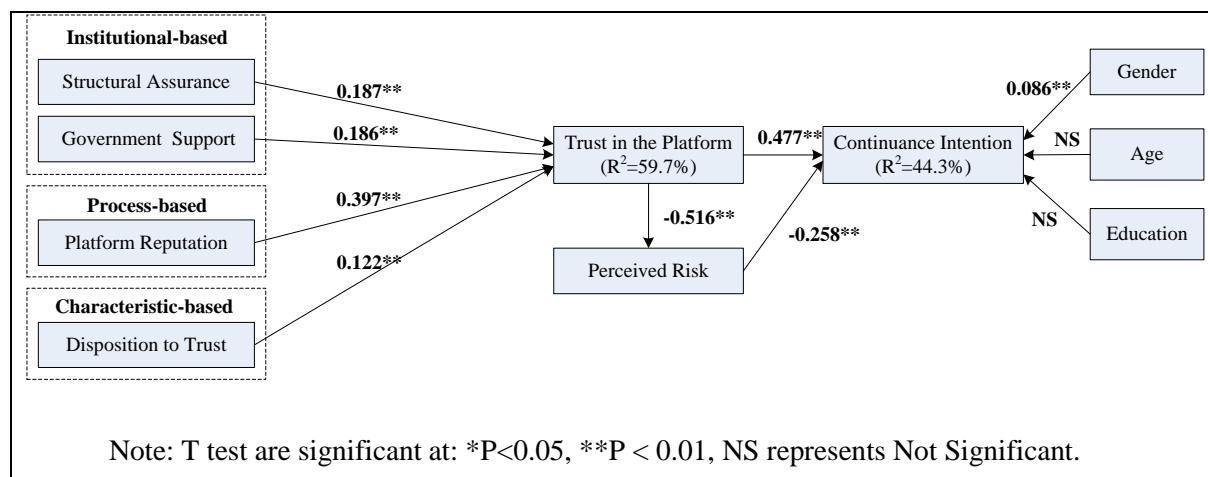 Institutional-based
Structural Assurance
Government Support
Process-based
Platform Reputation
Characteristic-based
Disposition to Trust
0.187**
0.186**
0.397**
0.122**
Trust in the Platform
(R²=59.7%)
0.477**
-0.516**
Perceived Risk
-0.258**
Continuance Intention
(R²=44.3%)
0.086**
NS
NS
Gender
Age
Education
Note: T test are significant at: *P<0.05, **P < 0.01, NS represents Not Significant.